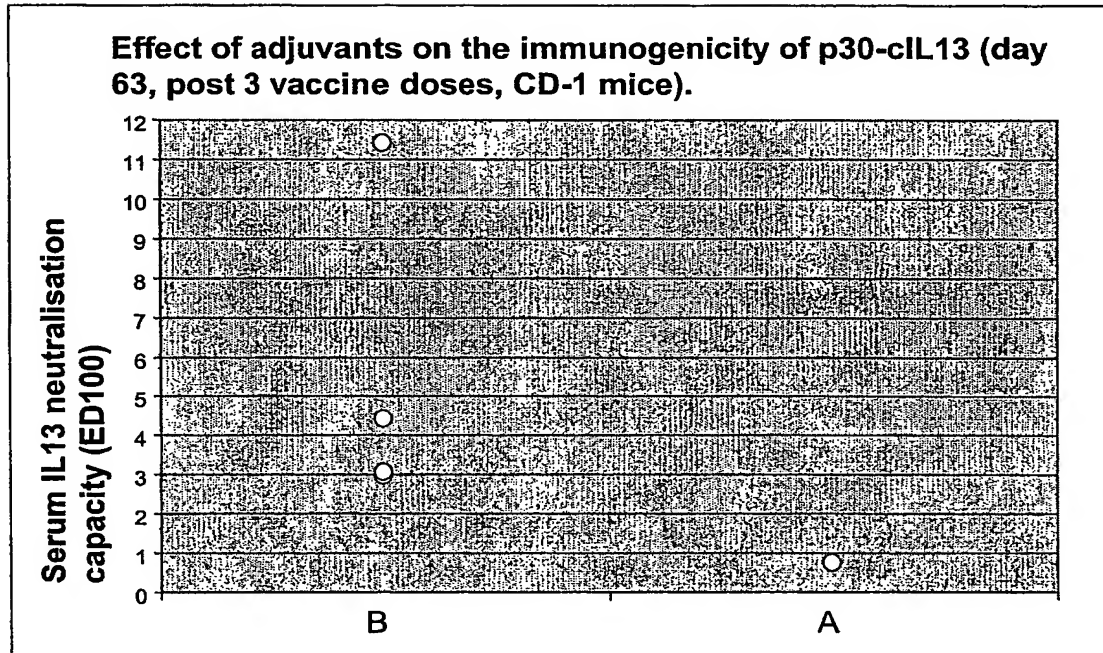 Effect of adjuvants on the immunogenicity of p30-cIL13 (day
63, post 3 vaccine doses, CD-1 mice).
Serum IL13 neutralisation
capacity (ED100)
12
11
10
9
8
7
6
5
4
3
2
1
0
B
A